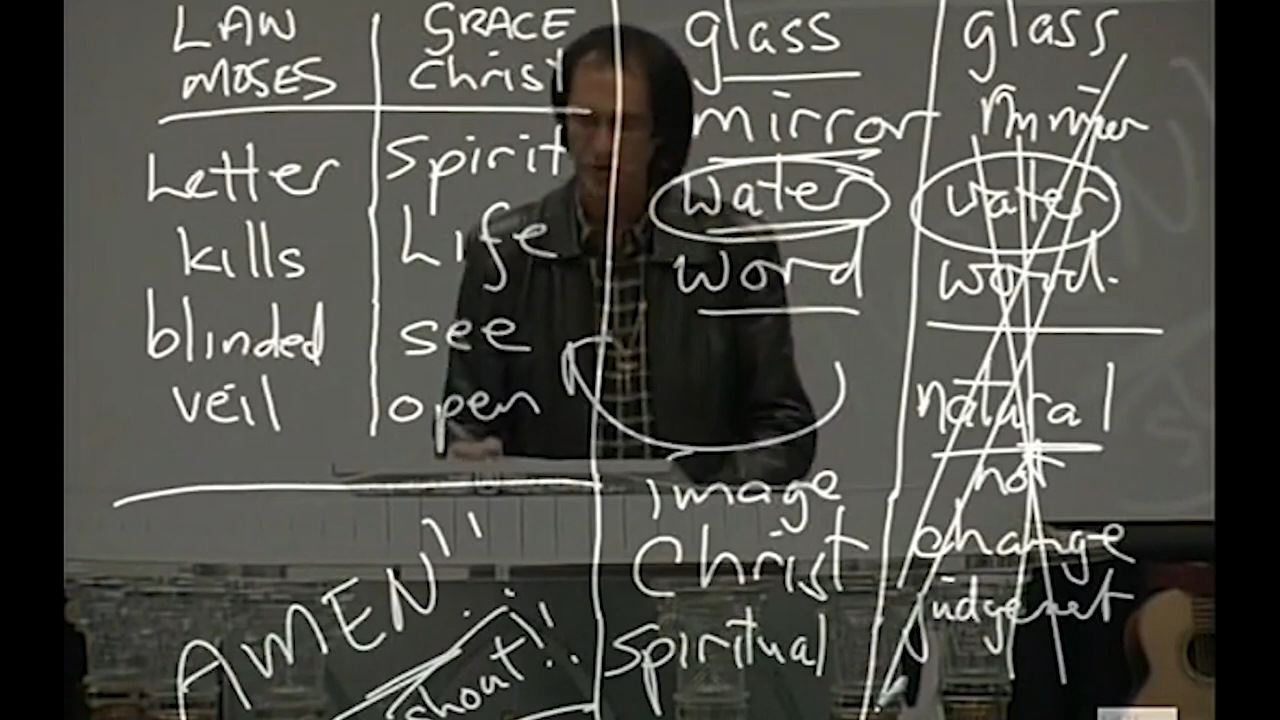 LAW
MOSES
Letter
kills
blinded
veil
GRACE
Christ
spirit
Life
see
open
AMEN!!
shout!!
glass
mirror
water
word
image
Christ
spiritual
glass
water
word.
natural
not
change